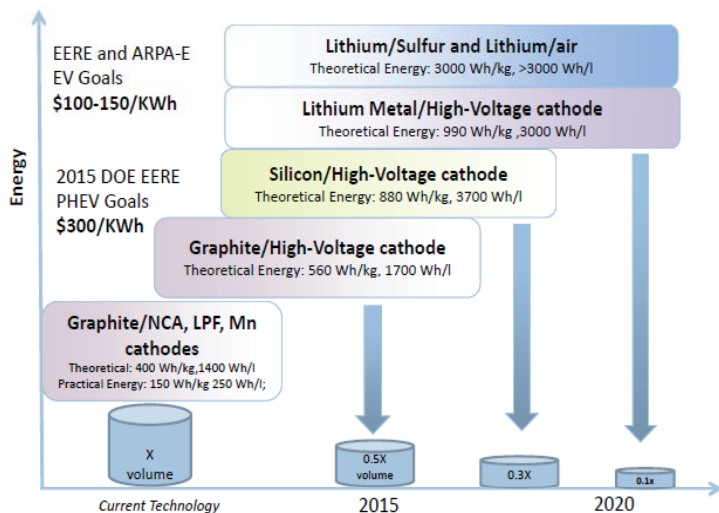 EERE and ARPA-E
EV Goals
$100-150/KWh
Lithium/Sulfur and Lithium/air
Theoretical Energy: 3000 Wh/kg, >3000 Wh/l
Lithium Metal/High-Voltage cathode
Theoretical Energy: 990 Wh/kg ,3000 Wh/l
Energy
2015 DOE EERE
PHEV Goals
$300/KWh
Silicon/High-Voltage cathode
Theoretical Energy: 880 Wh/kg, 3700 Wh/l
Graphite/High-Voltage cathode
Theoretical Energy: 560 Wh/kg, 1700 Wh/l
Graphite/NCA, LPF, Mn
cathodes
Theoretical: 400 Wh/kg,1400 Wh/l
Practical Energy: 150 Wh/kg 250 Wh/l;
X
volume
0.5X
volume
0.3X
0.1x
Current Technology
2015
2020